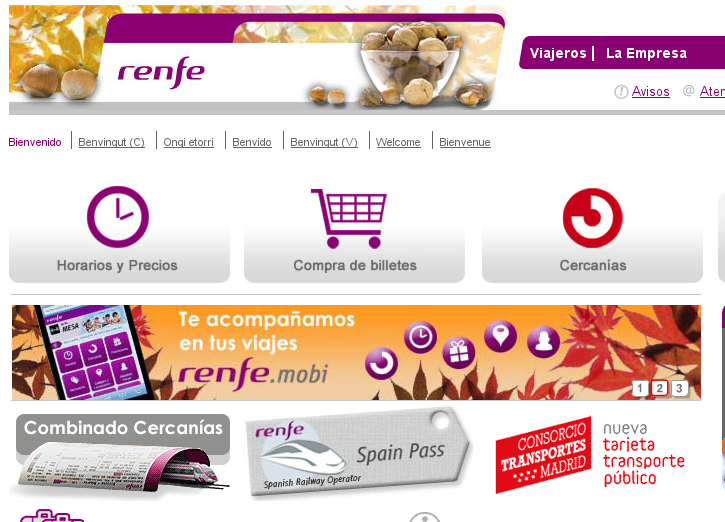 renfe
Viajeros | La Empresa
Avisos @ Aten
Bienvenido | Benvingut (C) | Ongi etorri | Benvido | Benvingut (V) | Welcome | Bienvenue
Horarios y Precios
Compra de billetes
Cercanías
renfe
MESA
Te acompañamos
en tus viajes
renfe.mobi
1 2 3
Combinado Cercanías
renfe
Spain Pass
Spanish Railway Operator
CONSORCIO
TRANSPORTES
MADRID
nueva
tarjeta
transporte
público